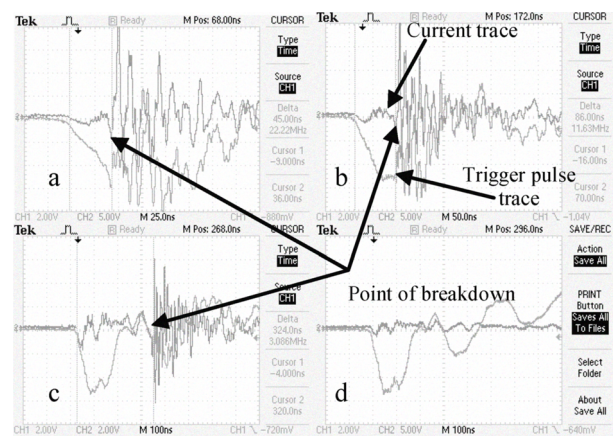 Tek Ready M Pos: 68.00ns CURSOR
Type
Time
Source
CH1
Delta
45.00ns
22.22MHz
Cursor 1
-9.000ns
Cursor 2
36.00ns
a
CH1 2.00V CH2 5.00V M 25.0ns CH1 -880mV
Tek Ready M Pos: 172.0ns CURSOR
Current trace
Type
Time
Source
CH1
Delta
86.00ns
11.63MHz
Cursor 1
-16.00ns
Cursor 2
70.00ns
b
Trigger pulse
trace
CH1 2.00V CH2 5.00V M 50.0ns CH1 -1.04V
Tek Ready M Pos: 268.0ns CURSOR
Type
Time
Source
CH1
Delta
324.0ns
3.086MHz
Cursor 1
-4.000ns
Cursor 2
320.0ns
c
CH1 2.00V CH2 2.00V M 100ns CH1 -720mV
Tek Ready M Pos: 296.0ns SAVE/REC
Point of breakdown
Action
Save All
PRINT
Button
Saves All
To Files
Select
Folder
About
Save All
d
CH1 2.00V CH2 2.00V M 100ns CH1 -640mV